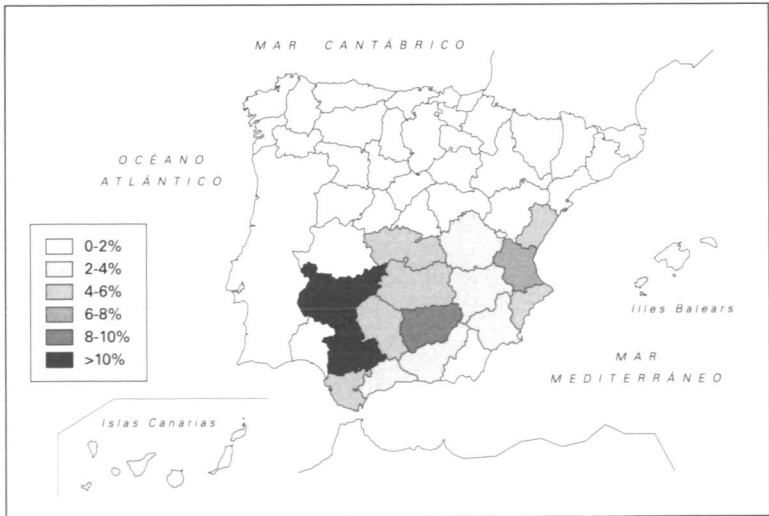 MAR CANTÁBRICO
OCÉANO
ATLÁNTICO
0-2%
2-4%
4-6%
6-8%
8-10%
>10%
Illes Balears
MAR
MEDITERRÁNEO
Islas Canarias